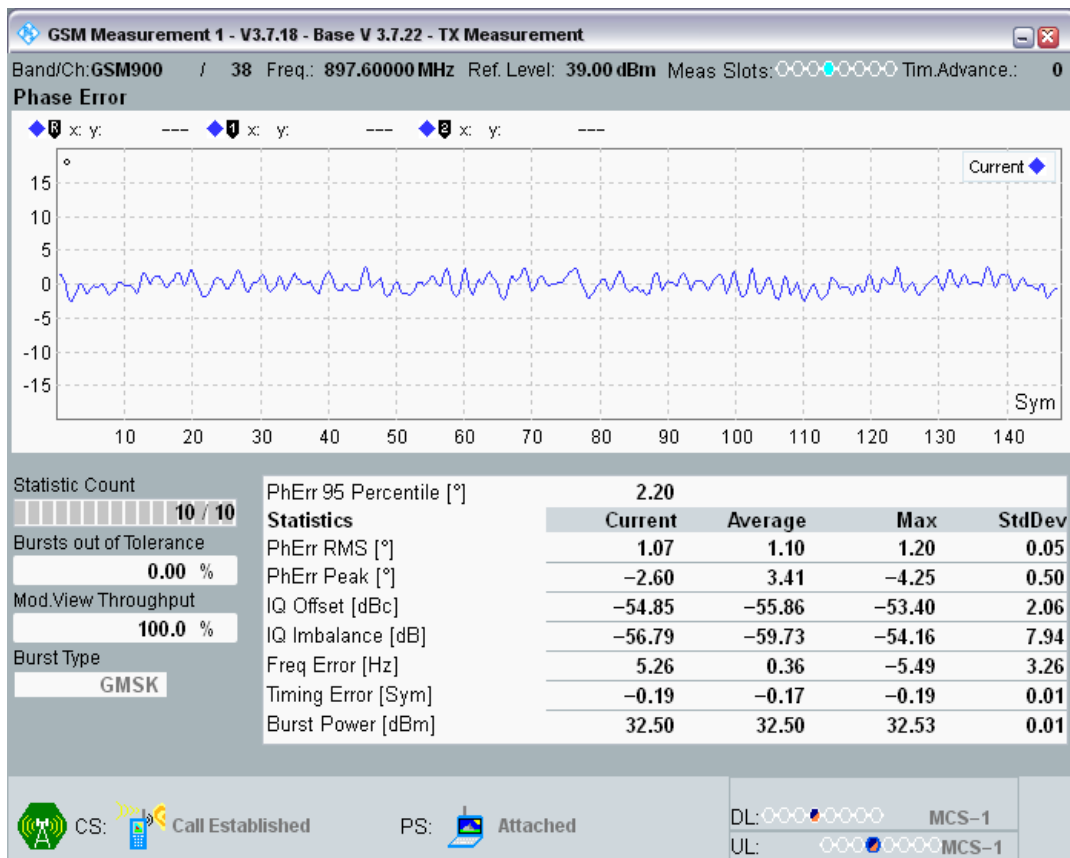 GSM Measurement 1 - V3.7.18 - Base V 3.7.22 - TX Measurement
Band/Ch:GSM900 / 38 Freq.: 897.60000 MHz Ref. Level: 39.00 dBm Meas Slots: Tim.Advance.: 0
Phase Error
R x: y: --- 1 x: y: --- 2 x: y: ---
°
Current
15
10
5
0
-5
-10
-15
Sym
10 20 30 40 50 60 70 80 90 100 110 120 130 140
Statistic Count
10 / 10
Bursts out of Tolerance
0.00 %
Mod.View Throughput
100.0 %
Burst Type
GMSK
PhErr 95 Percentile [°] 2.20
Statistics Current Average Max StdDev
PhErr RMS [°] 1.07 1.10 1.20 0.05
PhErr Peak [°] −2.60 3.41 −4.25 0.50
IQ Offset [dBc] −54.85 −55.86 −53.40 2.06
IQ Imbalance [dB] −56.79 −59.73 −54.16 7.94
Freq Error [Hz] 5.26 0.36 −5.49 3.26
Timing Error [Sym] −0.19 −0.17 −0.19 0.01
Burst Power [dBm] 32.50 32.50 32.53 0.01
CS: Call Established PS: Attached
DL: MCS−1
UL: MCS−1